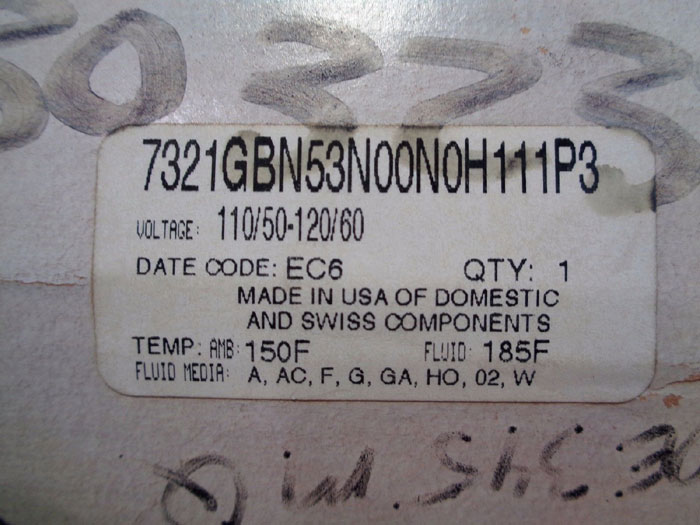 7321GBN53N00N0H111P3
VOLTAGE: 110/50-120/60
DATE CODE: EC6 QTY: 1
MADE IN USA OF DOMESTIC
AND SWISS COMPONENTS
TEMP: AMB: 150F FLUID: 185F
FLUID MEDIA: A, AC, F, G, GA, HO, 02, W